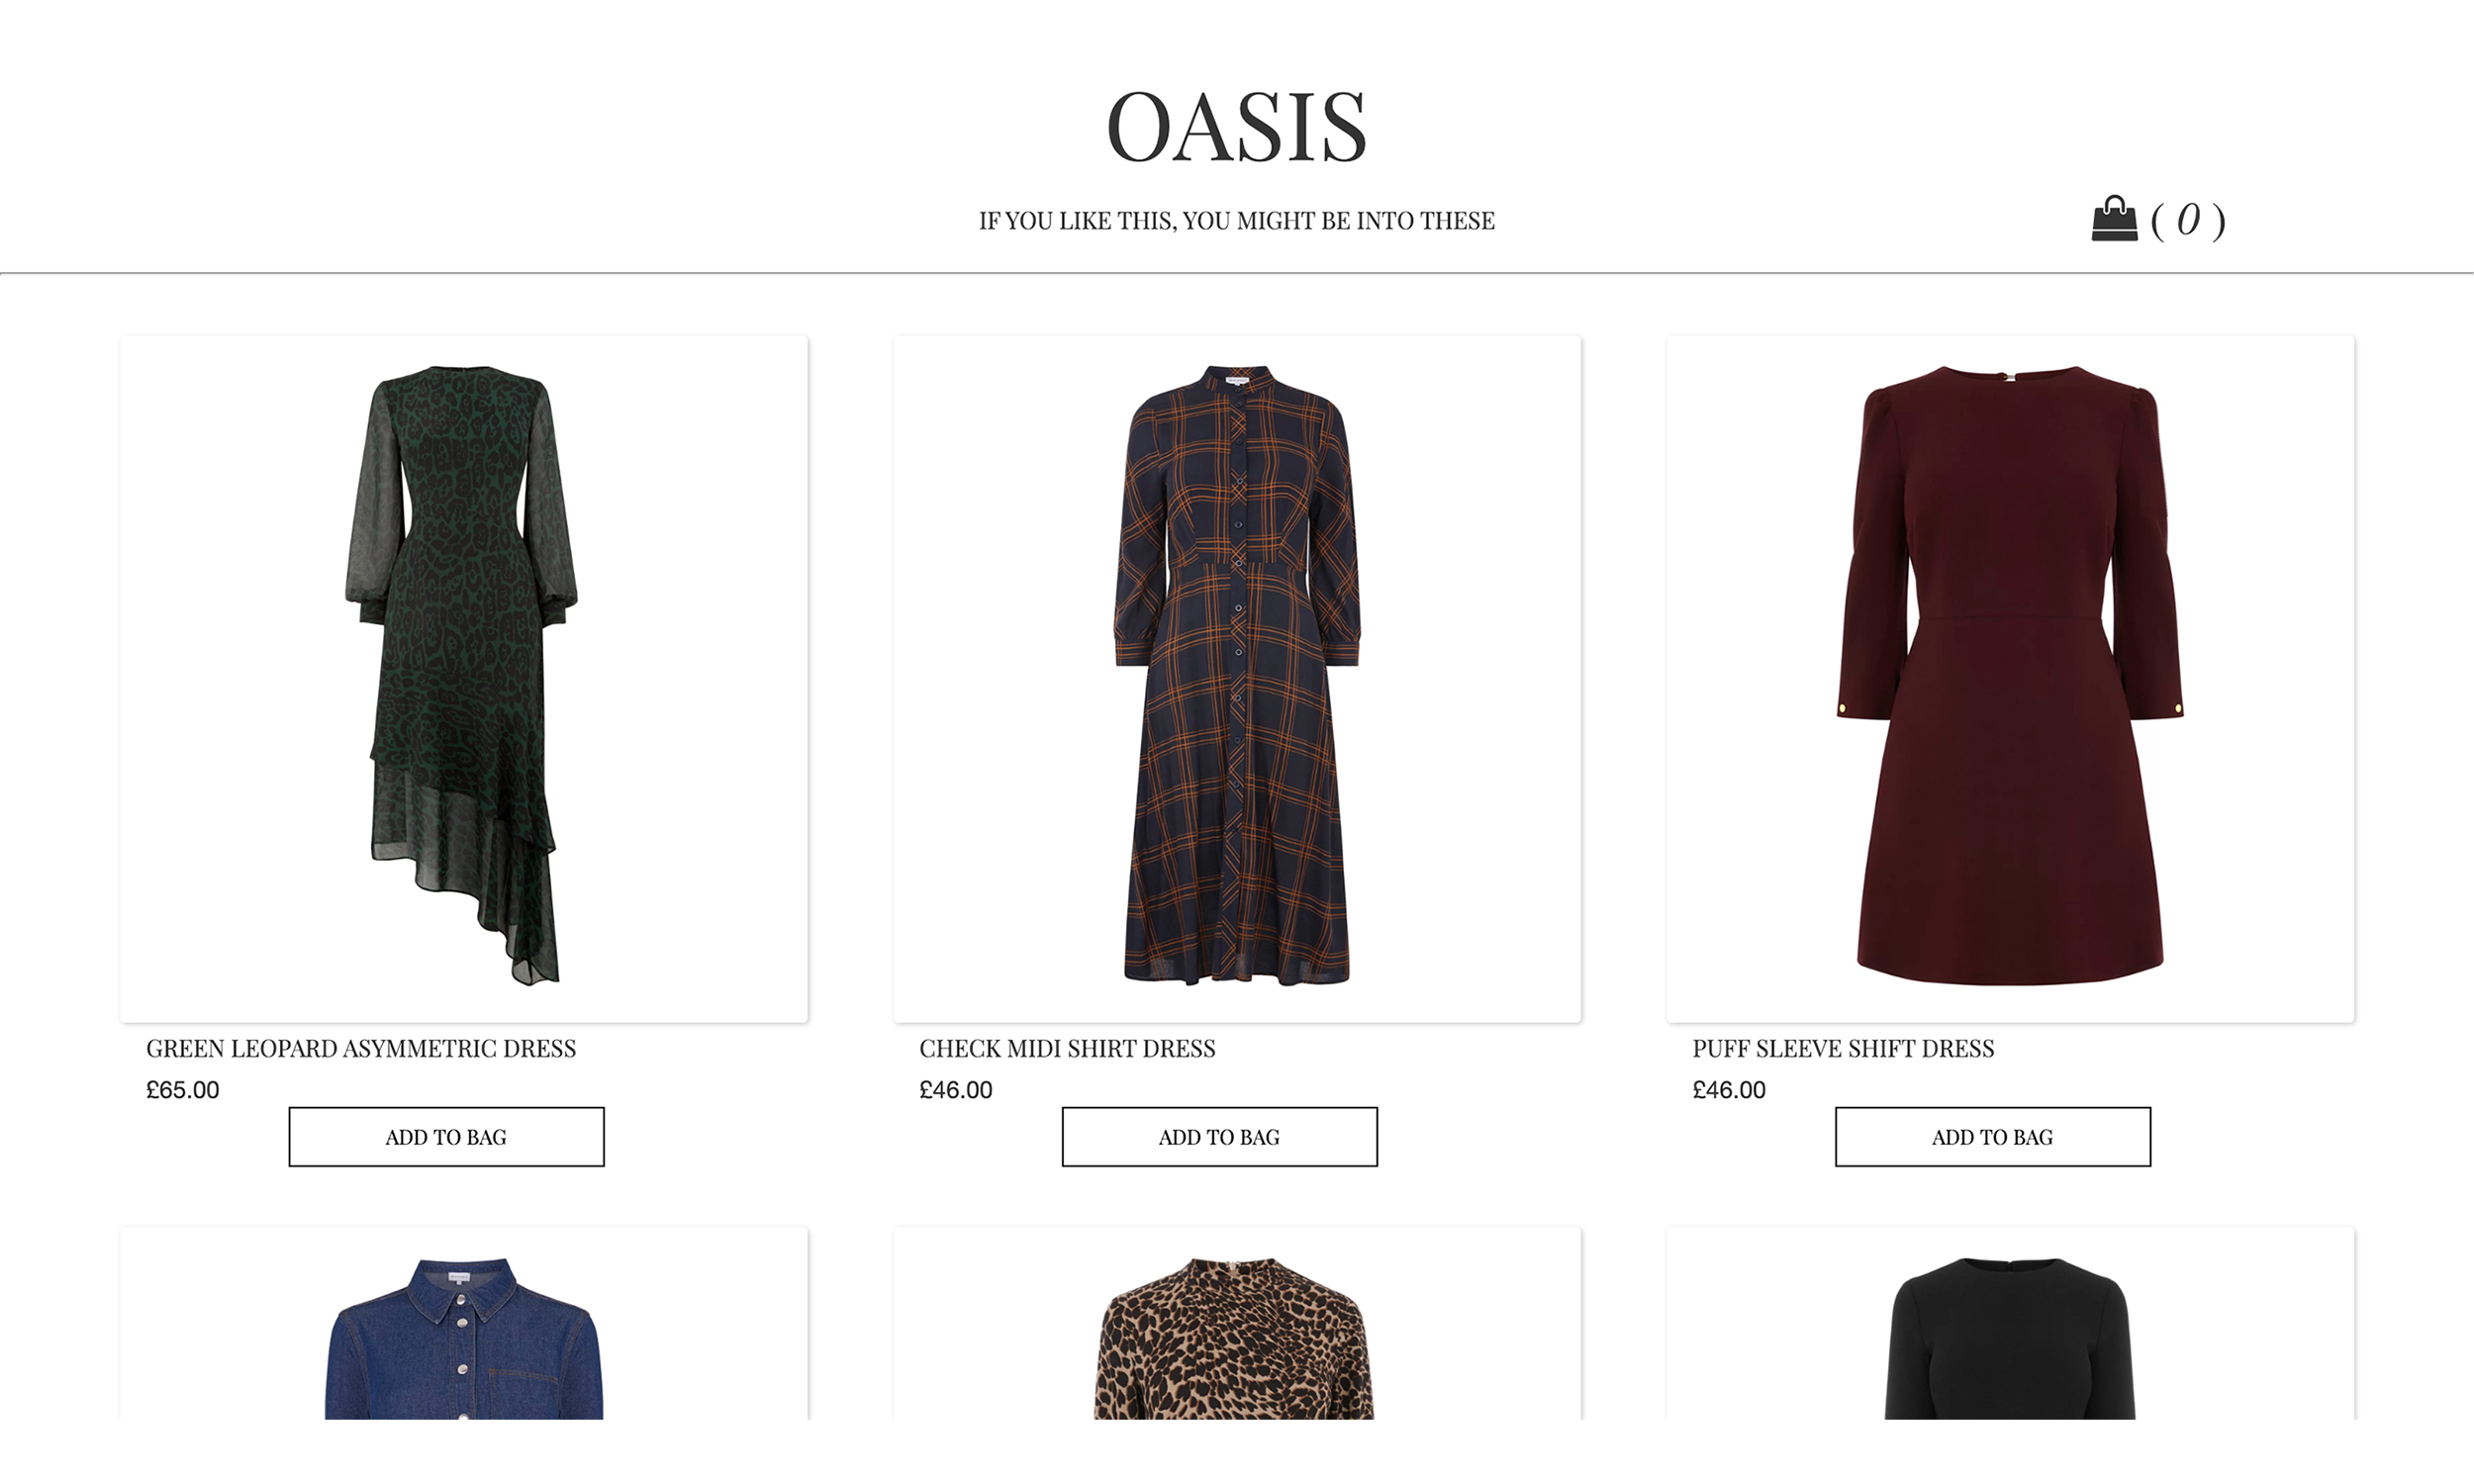 OASIS
IF YOU LIKE THIS, YOU MIGHT BE INTO THESE
( 0 )
GREEN LEOPARD ASYMMETRIC DRESS
CHECK MIDI SHIRT DRESS
PUFF SLEEVE SHIFT DRESS
£65.00
£46.00
£46.00
ADD TO BAG
ADD TO BAG
ADD TO BAG